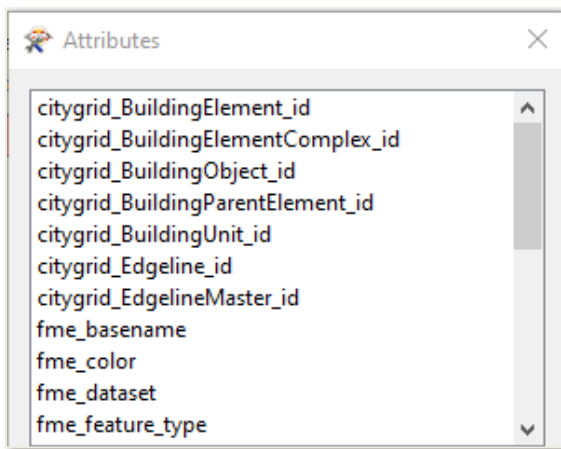 Attributes
citygrid_BuildingElement_id
citygrid_BuildingElementComplex_id
citygrid_BuildingObject_id
citygrid_BuildingParentElement_id
citygrid_BuildingUnit_id
citygrid_Edgeline_id
citygrid_EdgelineMaster_id
fme_basename
fme_color
fme_dataset
fme_feature_type